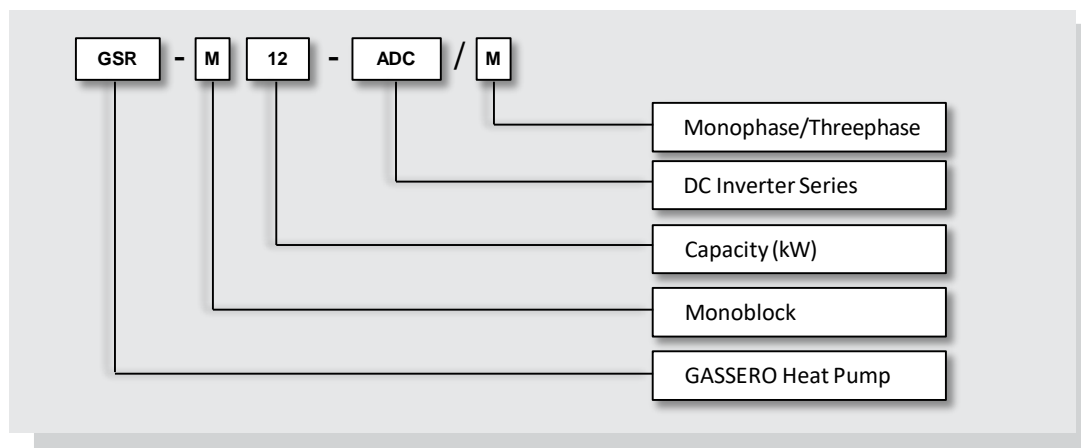 GSR - M 12 - ADC / M
Monophase/Threephase
DC Inverter Series
Capacity (kW)
Monoblock
GASSERO Heat Pump